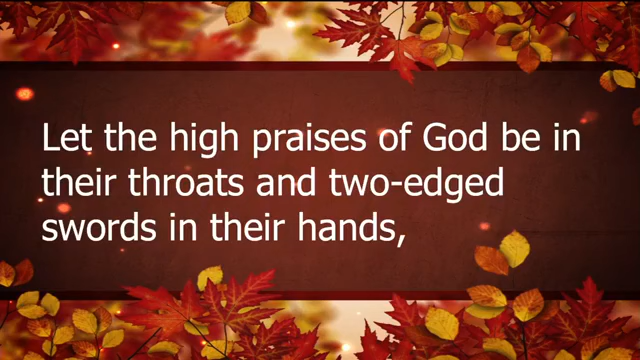 Let the high praises of God be in
their throats and two-edged
swords in their hands,